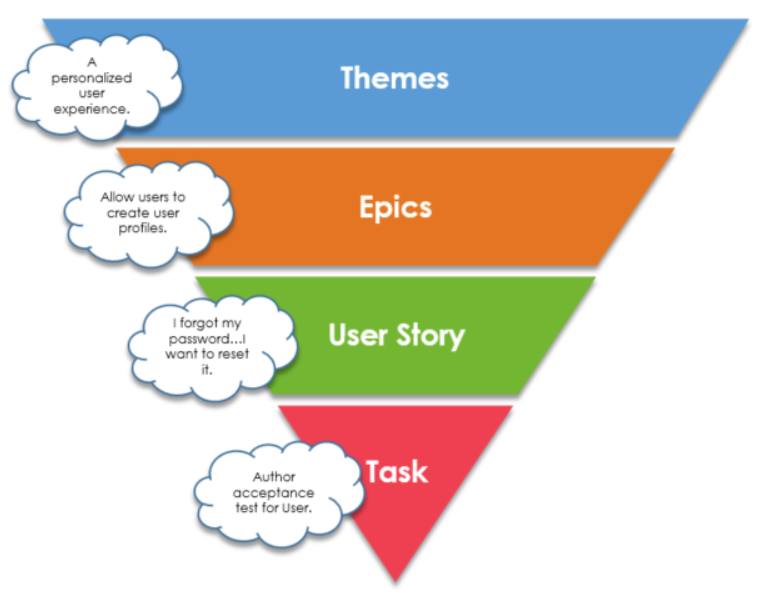 A
personalized
user
experience.
Themes
Allow users to
create user
profiles.
Epics
I forgot my
password...I
want to reset
it.
User Story
Author
acceptance
test for User.
Task